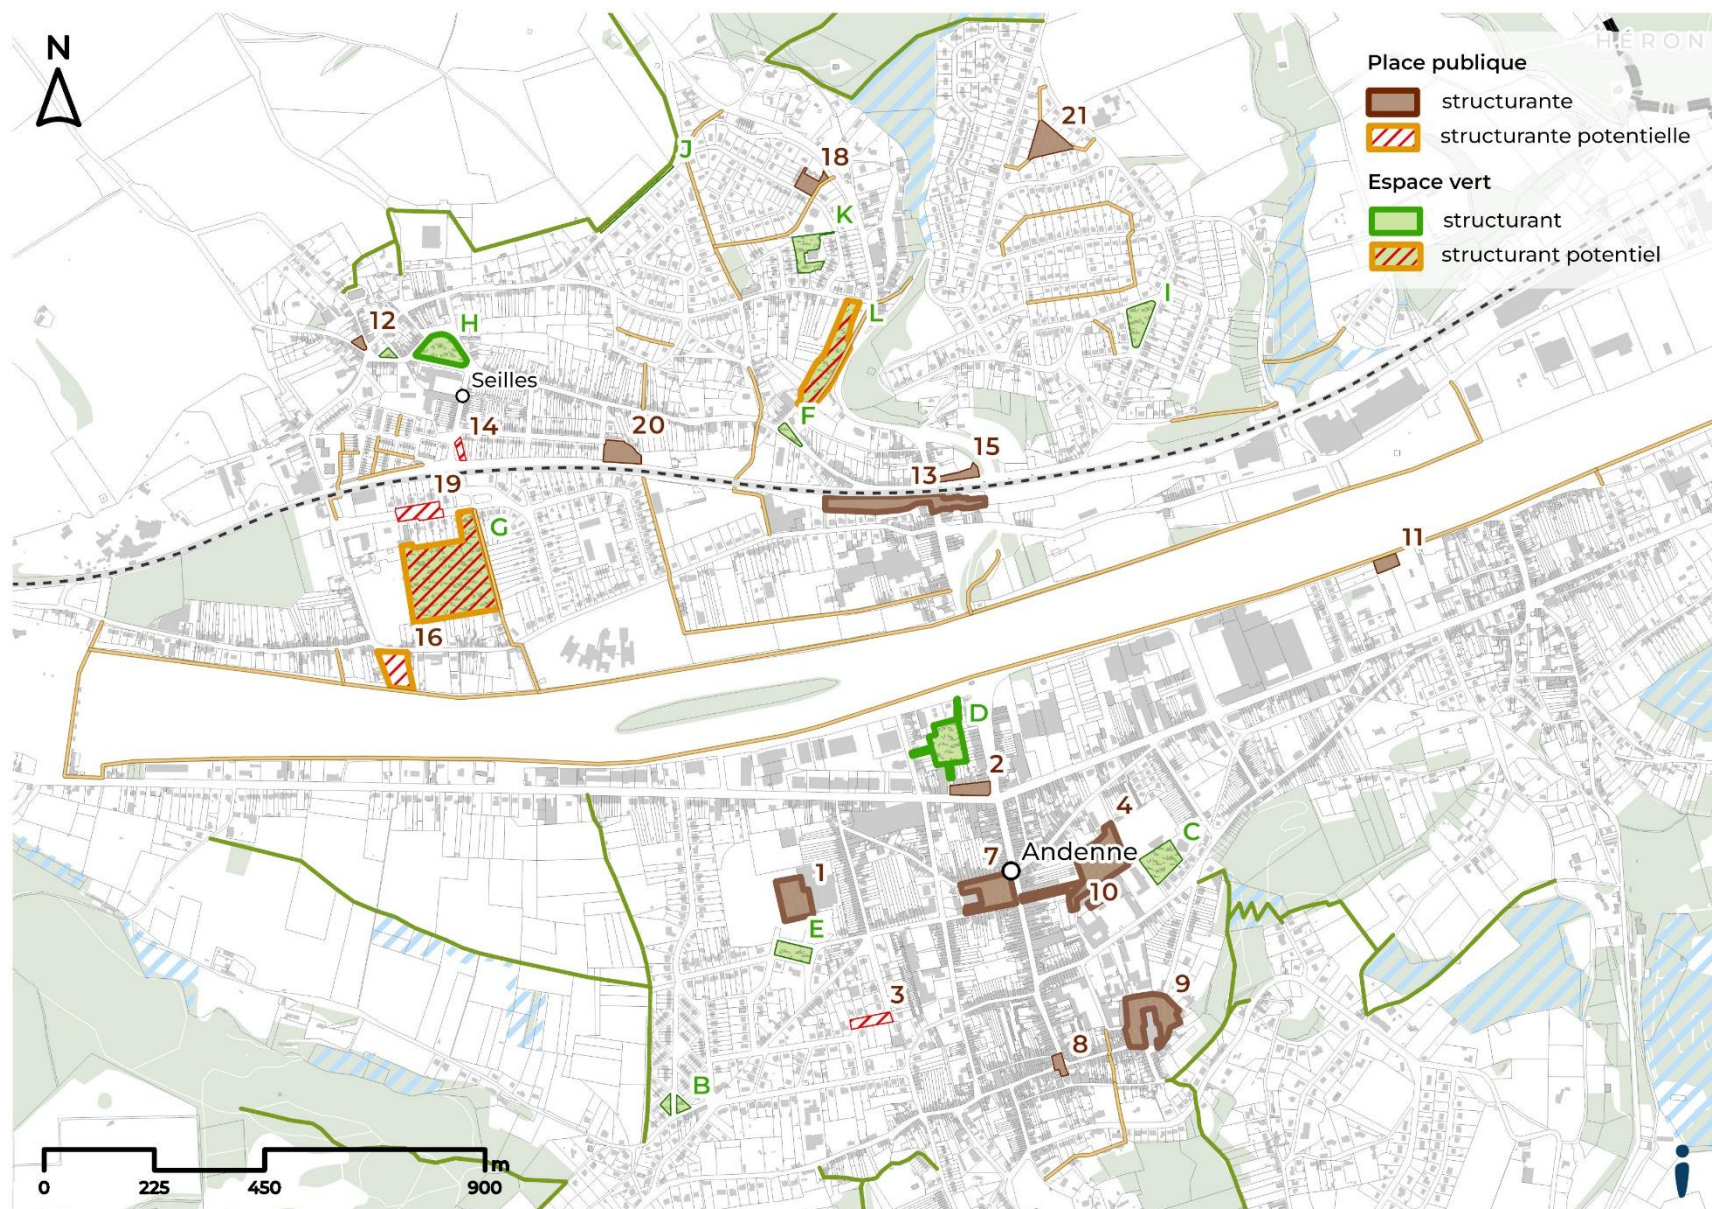 N
HÉRON
Place publique
structurante
structurante potentielle
Espace vert
structurant
structurant potentiel
21
J
18
K
I
12
H
L
Seilles
F
14
20
15
13
19
G
11
16
D
2
4
C
7
Andenne
1
10
E
9
3
8
B
m
0
225
450
900